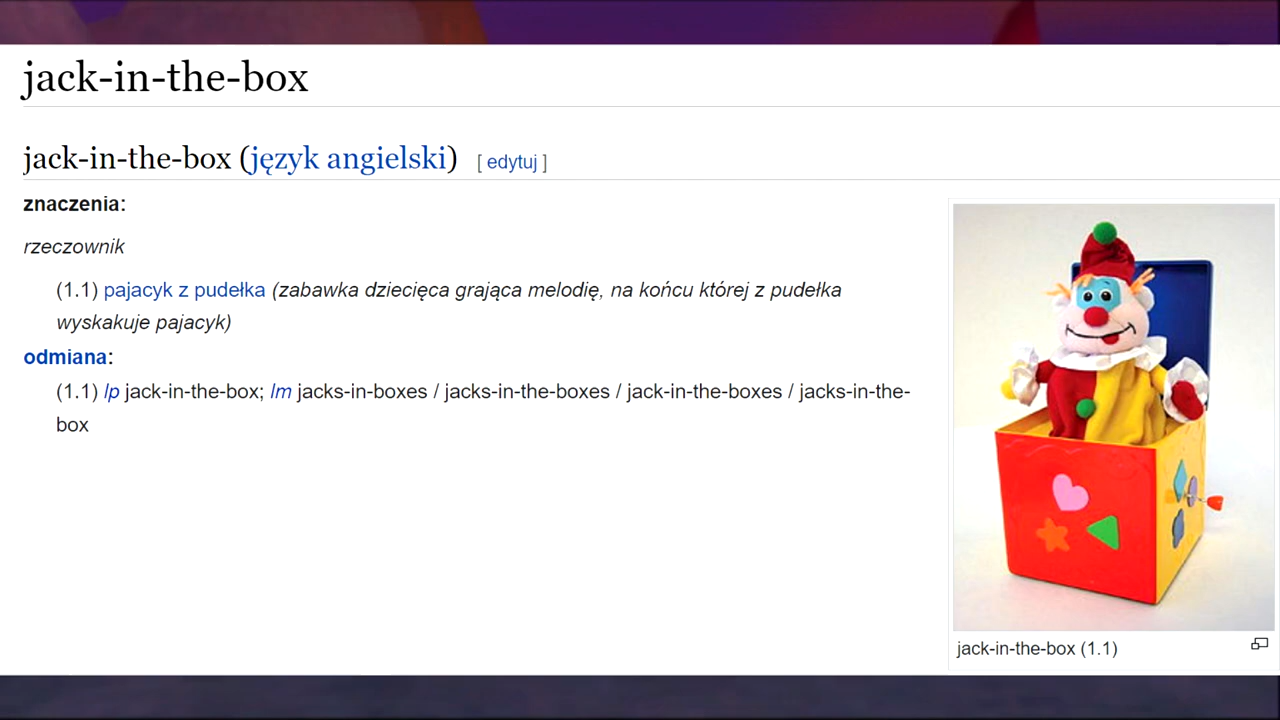 jack-in-the-box
jack-in-the-box (język angielski) [ edytuj ]
znaczenia:
rzeczownik
(1.1) pajacyk z pudełka (zabawka dziecięca grająca melodię, na końcu której z pudełka
wyskakuje pajacyk)
odmiana:
(1.1) lp jack-in-the-box; lm jacks-in-boxes / jacks-in-the-boxes / jack-in-the-boxes / jacks-in-the-
box
jack-in-the-box (1.1)